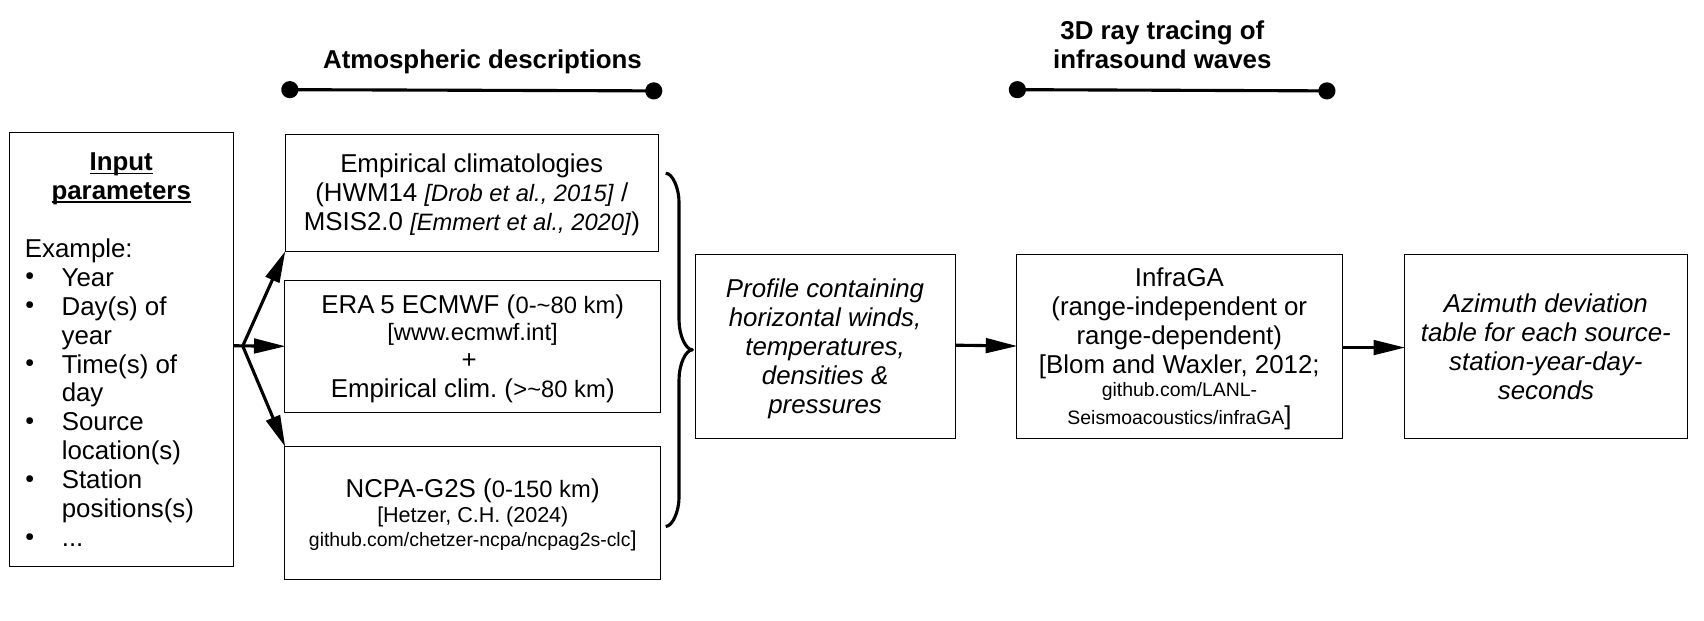 Atmospheric descriptions
3D ray tracing of
infrasound waves
Input
parameters
Example:
• Year
• Day(s) of
year
• Time(s) of
day
• Source
location(s)
• Station
positions(s)
• ...
Empirical climatologies
(HWM14 [Drob et al., 2015] /
MSIS2.0 [Emmert et al., 2020])
ERA 5 ECMWF (0-~80 km)
[www.ecmwf.int]
+
Empirical clim. (>~80 km)
NCPA-G2S (0-150 km)
[Hetzer, C.H. (2024)
github.com/chetzer-ncpa/ncpag2s-clc]
Profile containing
horizontal winds,
temperatures,
densities &
pressures
InfraGA
(range-independent or
range-dependent)
[Blom and Waxler, 2012;
github.com/LANL-
Seismoacoustics/infraGA]
Azimuth deviation
table for each source-
station-year-day-
seconds